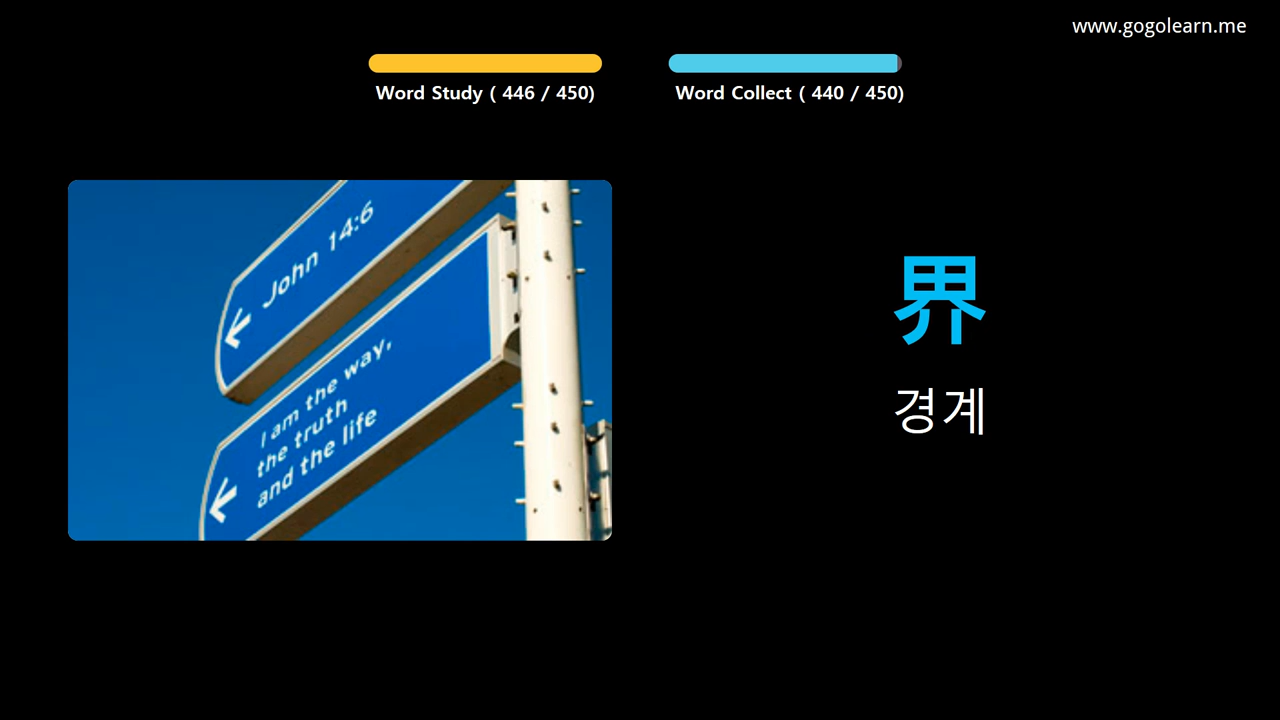 www.gogolearn.me
Word Study ( 446 / 450)
Word Collect ( 440 / 450)
John 14:6
I am the way,
the truth
and the life
界
경계